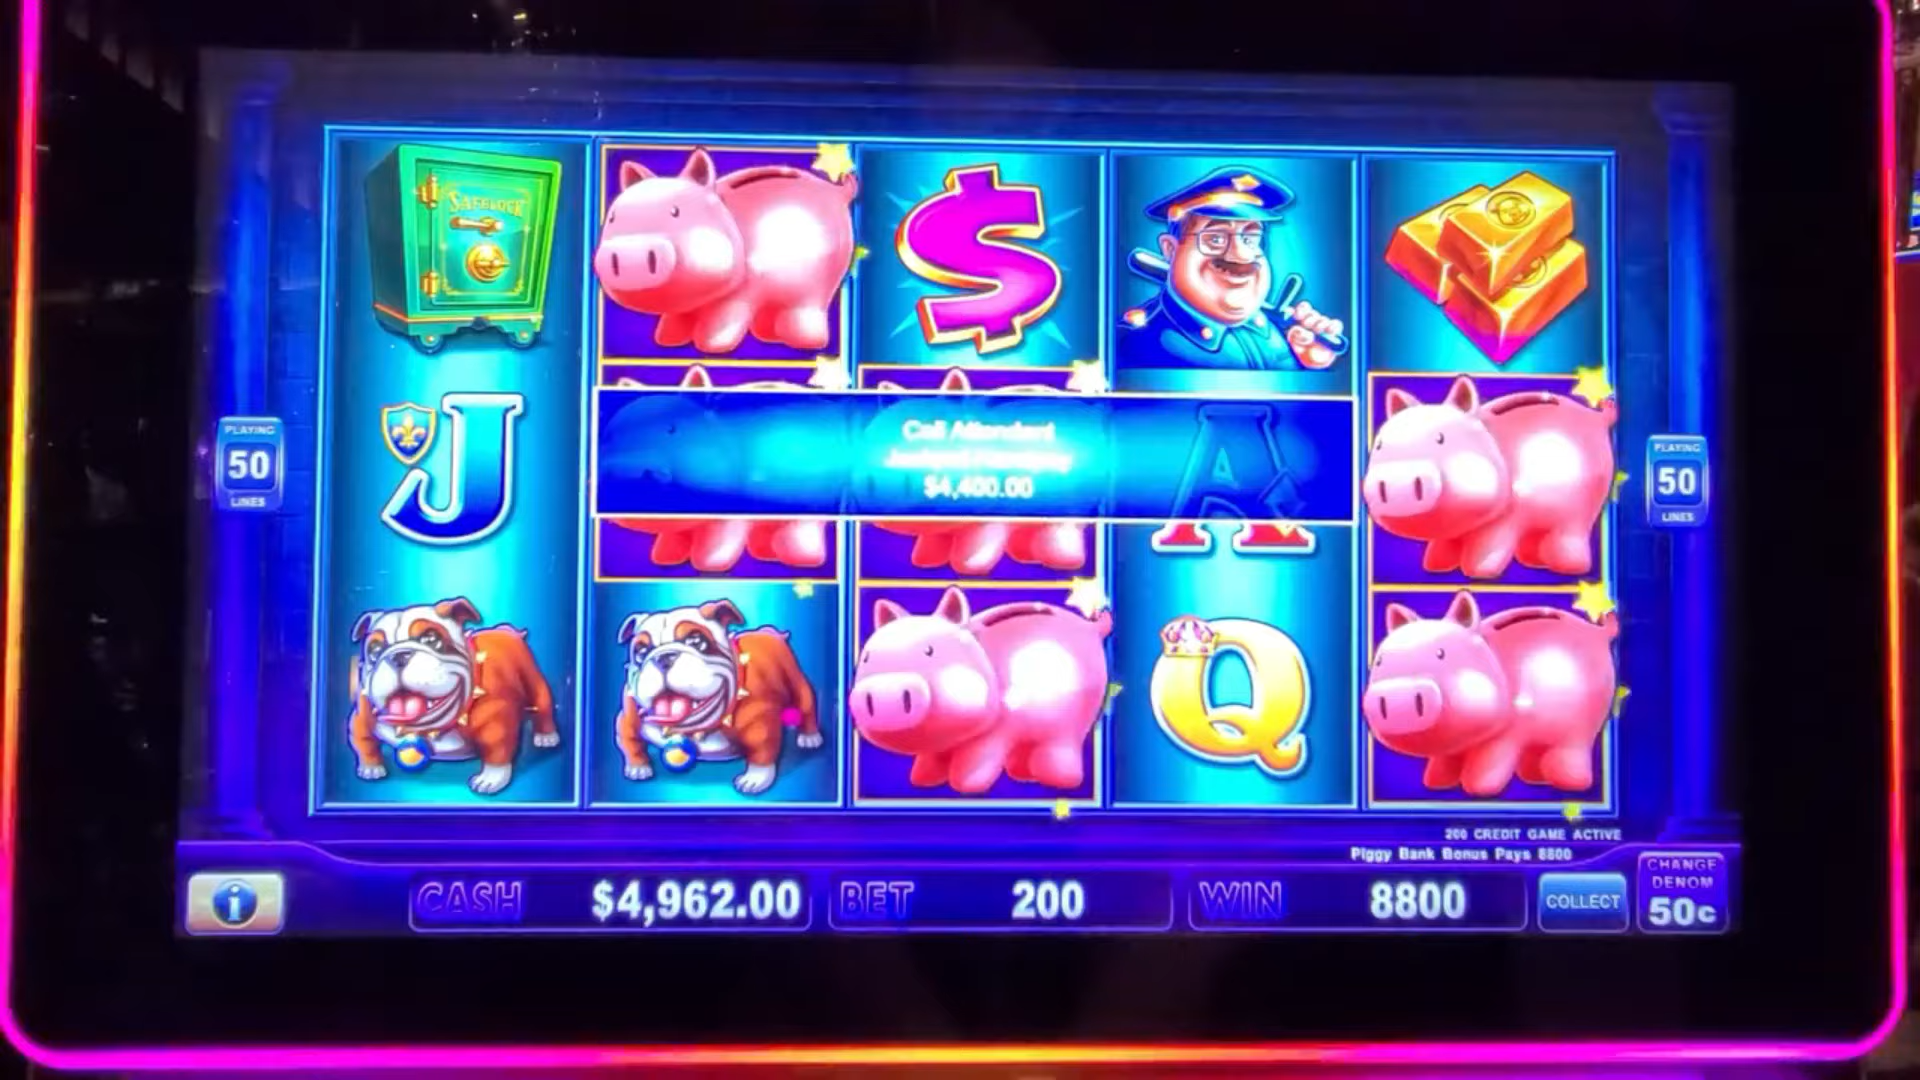 SAFELOCK
J
Call Attendant
$4,400.00
A
PLAYING
50
LINES
PLAYING
50
LINES
Q
200 CREDIT GAME ACTIVE
Piggy Bank Bonus Pays 8800
CASH $4,962.00 BET 200 WIN 8800 COLLECT
CHANGE
DENOM
50c